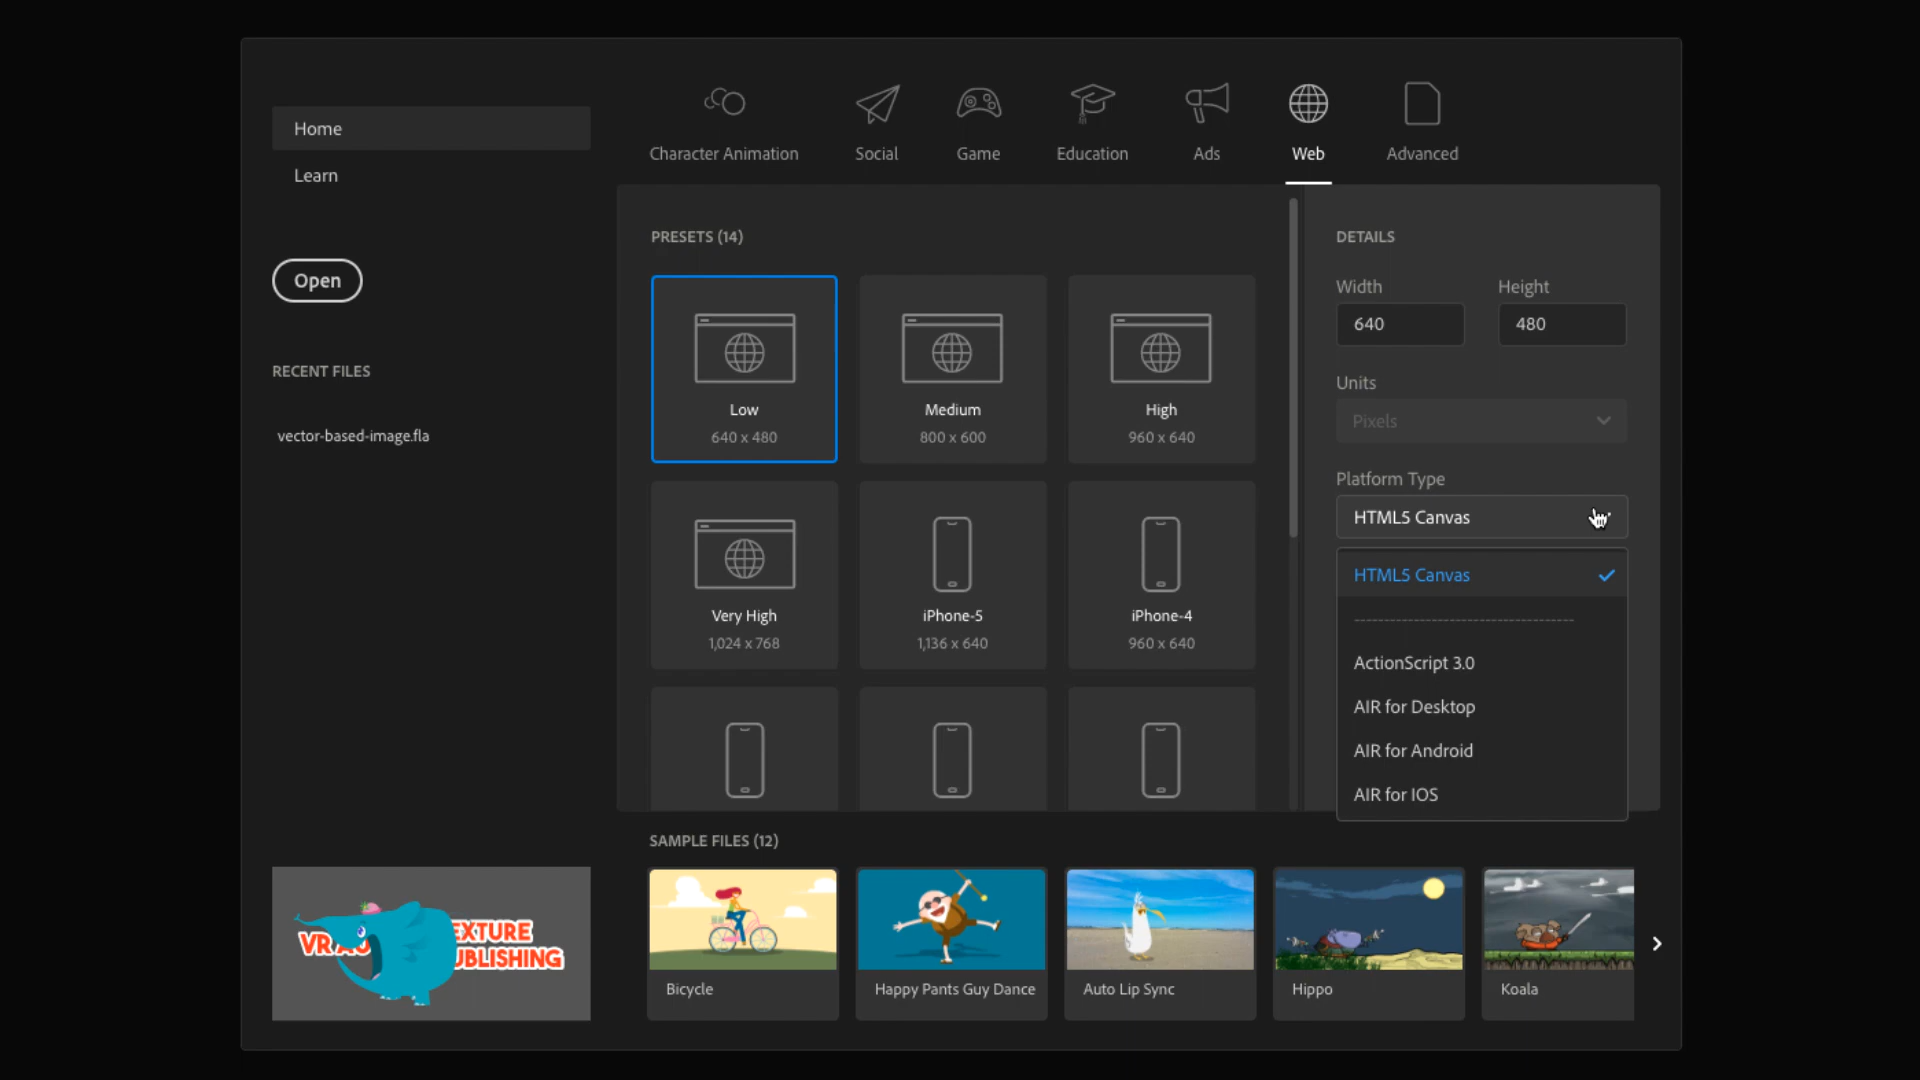 Home
Learn
Open
RECENT FILES
vector-based-image.fla
Character Animation
Social
Game
Education
Ads
Web
Advanced
PRESETS (14)
Low
640 x 480
Medium
800 x 600
High
960 x 640
Very High
1,024 x 768
iPhone-5
1,136 x 640
iPhone-4
960 x 640
DETAILS
Width
Height
640
480
Units
Pixels
Platform Type
HTML5 Canvas
HTML5 Canvas
ActionScript 3.0
AIR for Desktop
AIR for Android
AIR for IOS
SAMPLE FILES (12)
Bicycle
Happy Pants Guy Dance
Auto Lip Sync
Hippo
Koala
VR